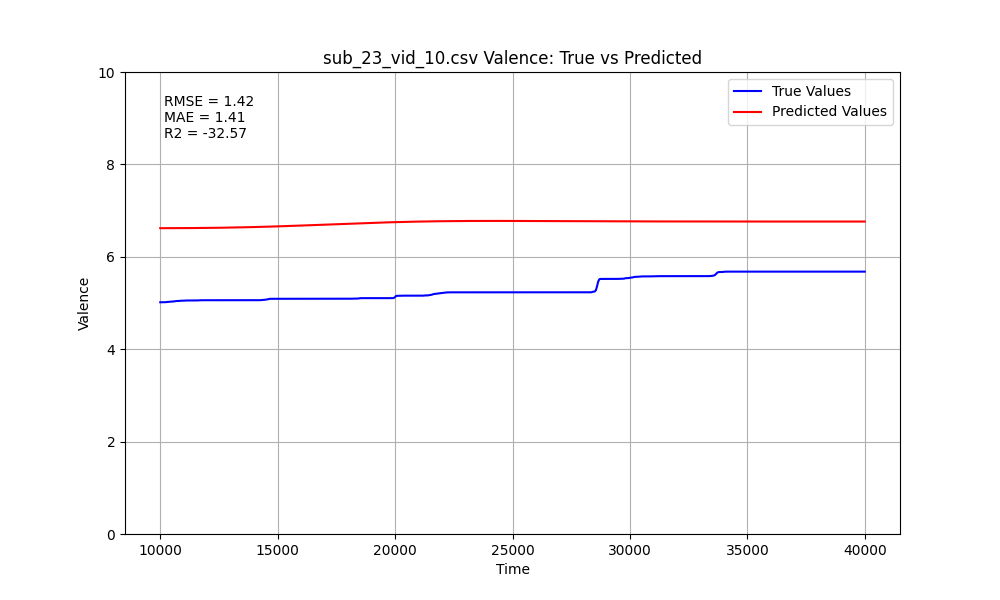 sub_23_vid_10.csv Valence: True vs Predicted
RMSE = 1.42
MAE = 1.41
R2 = -32.57
True Values
Predicted Values
Valence
10
8
6
4
2
0
10000
15000
20000
25000
30000
35000
40000
Time